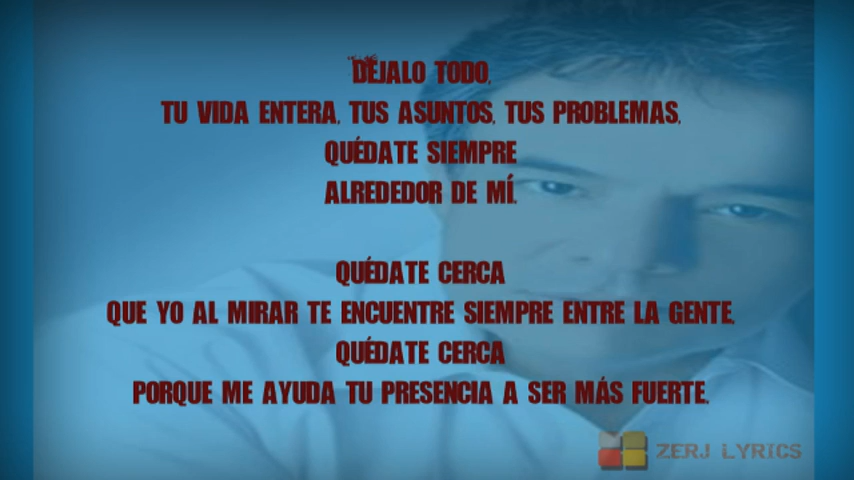 DÉJALO TODO,
TU VIDA ENTERA, TUS ASUNTOS, TUS PROBLEMAS,
QUÉDATE SIEMPRE
ALREDEDOR DE MÍ.
QUÉDATE CERCA
QUE YO AL MIRAR TE ENCUENTRE SIEMPRE ENTRE LA GENTE,
QUÉDATE CERCA
PORQUE ME AYUDA TU PRESENCIA A SER MÁS FUERTE.
ZERJ LYRICS